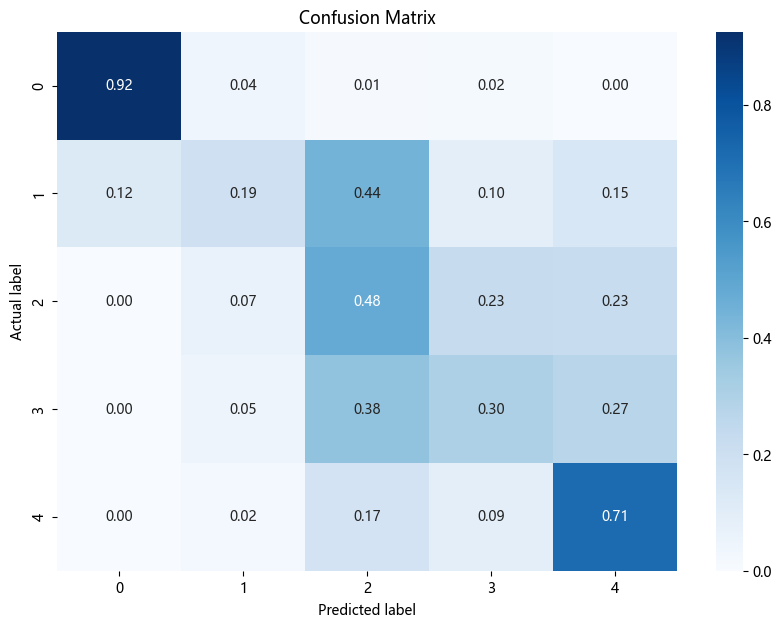 Confusion Matrix
0 0.92 0.04 0.01 0.02 0.00
1 0.12 0.19 0.44 0.10 0.15
2 0.00 0.07 0.48 0.23 0.23
3 0.00 0.05 0.38 0.30 0.27
4 0.00 0.02 0.17 0.09 0.71
0 1 2 3 4
Predicted label
Actual label
0.8
0.6
0.4
0.2
0.0